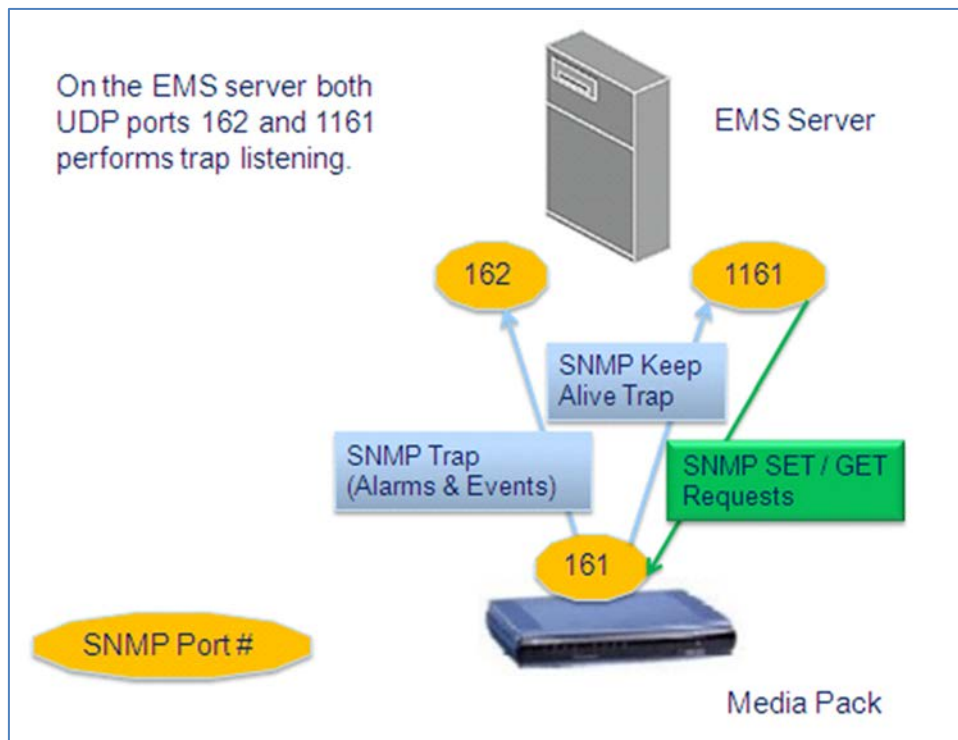 On the EMS server both
UDP ports 162 and 1161
performs trap listening.
EMS Server
162
1161
SNMP Keep
Alive Trap
SNMP Trap
(Alarms & Events)
SNMP SET / GET
Requests
161
SNMP Port #
Media Pack